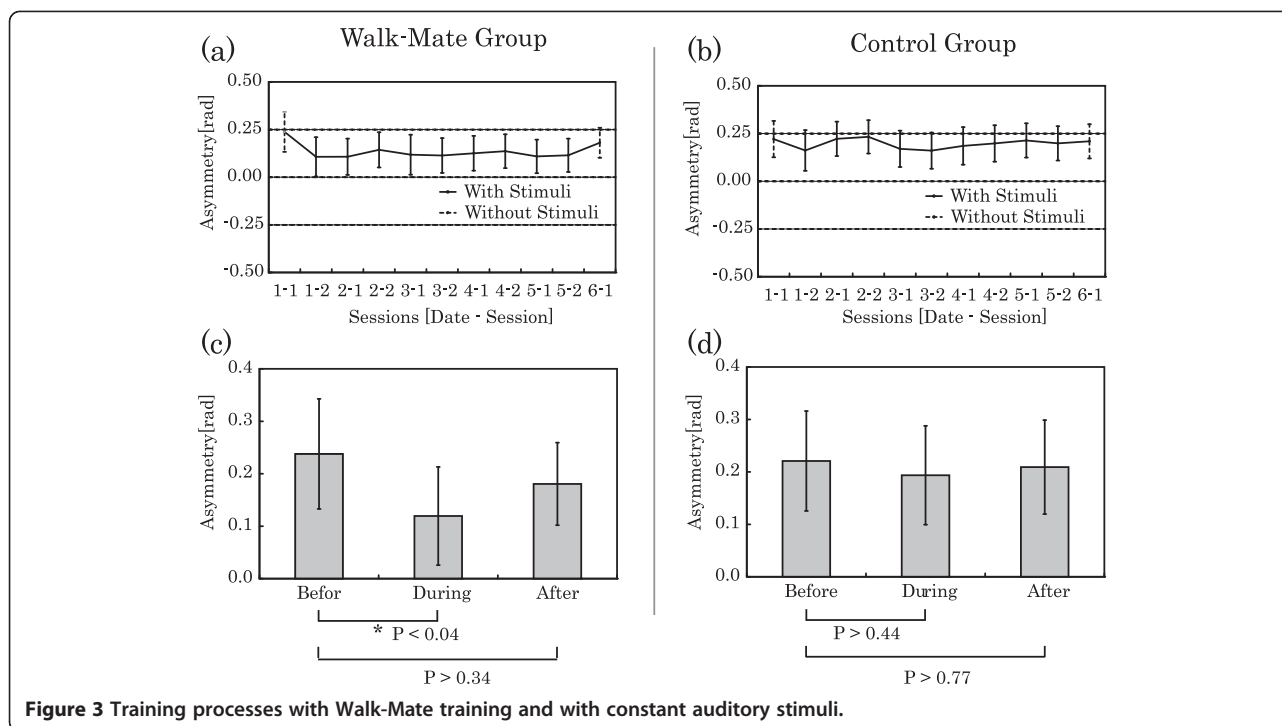 Walk-Mate Group
Control Group
(a)
0.50
0.25
0.00
-0.25
-0.50
Asymmetry[rad]
With Stimuli
Without Stimuli
1-1 1-2 2-1 2-2 3-1 3-2 4-1 4-2 5-1 5-2 6-1
Sessions [Date - Session]
(b)
0.50
0.25
0.00
-0.25
-0.50
Asymmetry[rad]
With Stimuli
Without Stimuli
1-1 1-2 2-1 2-2 3-1 3-2 4-1 4-2 5-1 5-2 6-1
Sessions [Date - Session]
(c)
0.4
0.3
0.2
0.1
0.0
Asymmetry[rad]
Befor During After
* P < 0.04
P > 0.34
(d)
0.4
0.3
0.2
0.1
0.0
Asymmetry[rad]
Before During After
P > 0.44
P > 0.77
Figure 3 Training processes with Walk-Mate training and with constant auditory stimuli.